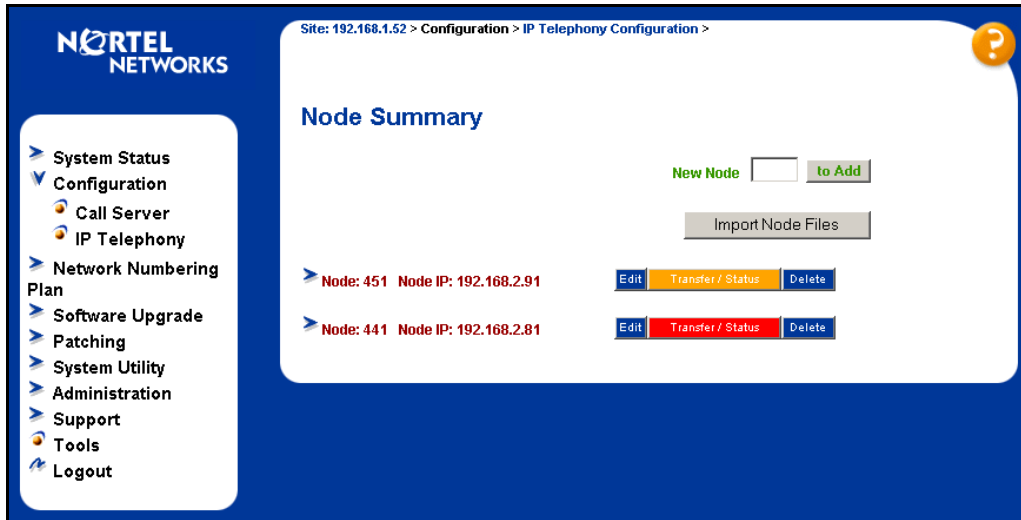 NORTEL
NETWORKS
Site: 192.168.1.52 > Configuration > IP Telephony Configuration >
?
System Status
Configuration
Call Server
IP Telephony
Network Numbering
Plan
Software Upgrade
Patching
System Utility
Administration
Support
Tools
Logout
Node Summary
New Node to Add
Import Node Files
Node: 451 Node IP: 192.168.2.91 Edit Transfer / Status Delete
Node: 441 Node IP: 192.168.2.81 Edit Transfer / Status Delete